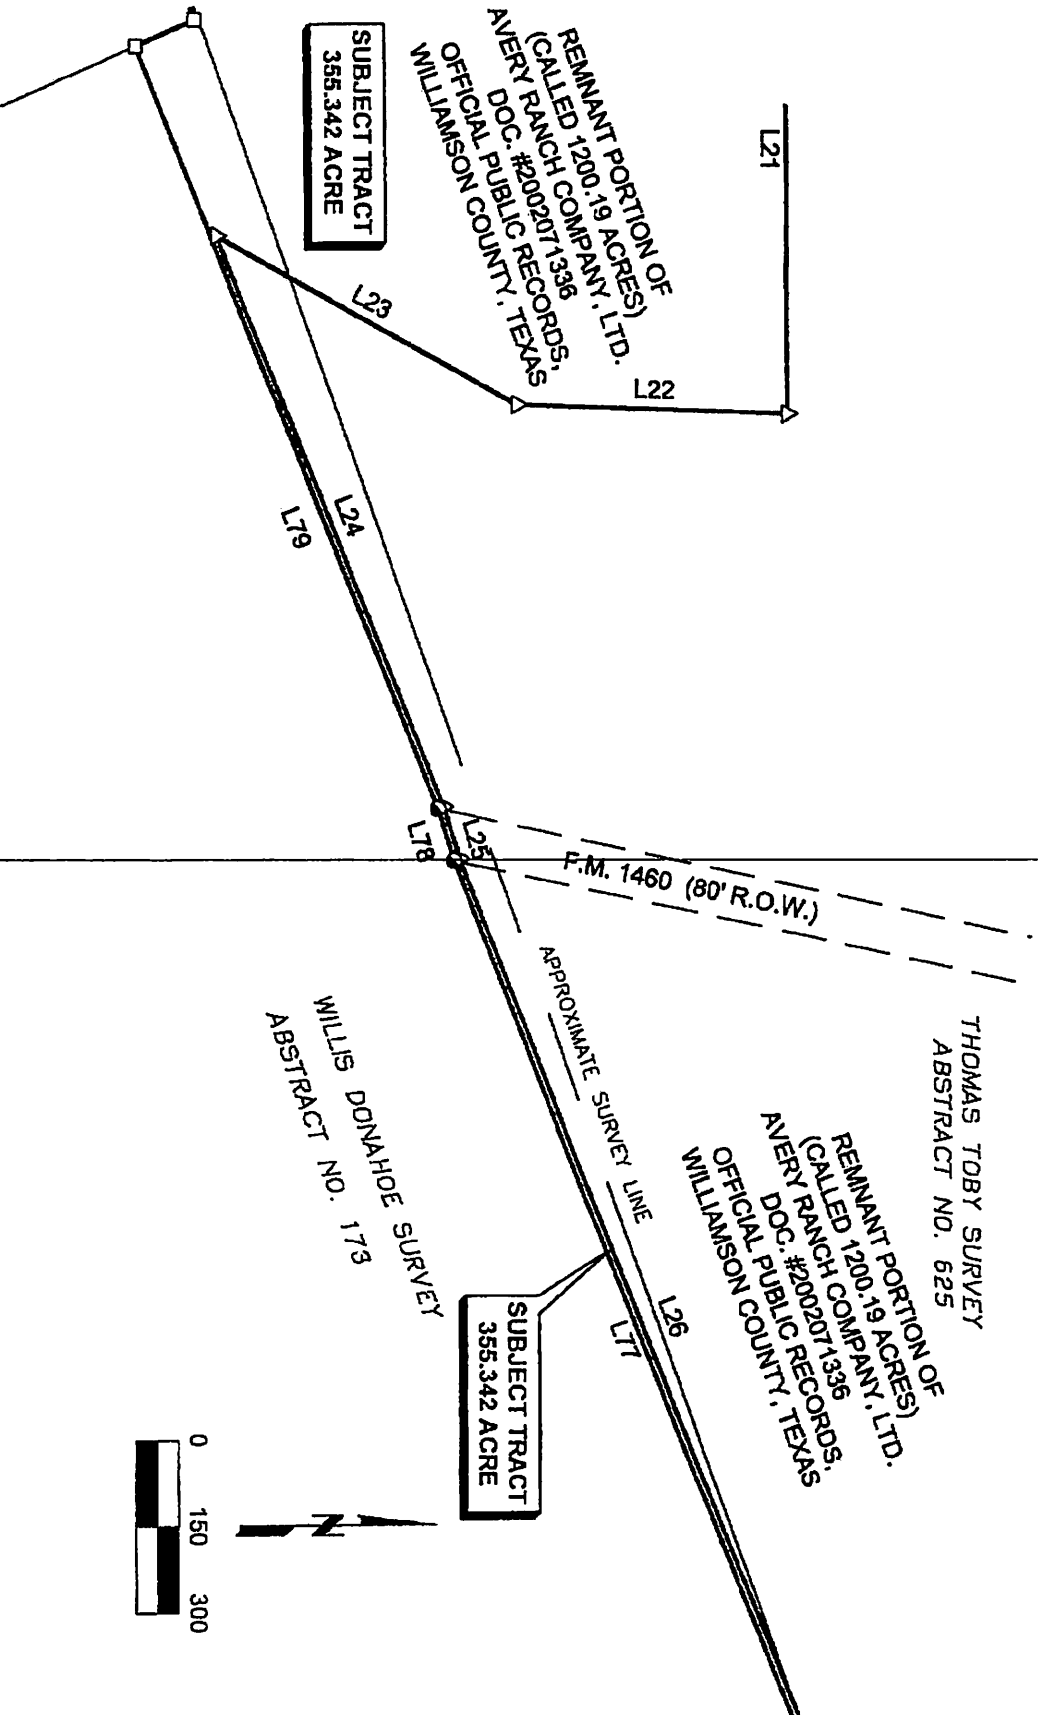 L21
REMNANT PORTION OF
(CALLED 1200.19 ACRES)
AVERY RANCH COMPANY, LTD.
DOC. #2002071336
OFFICIAL PUBLIC RECORDS,
WILLIAMSON COUNTY, TEXAS
SUBJECT TRACT
355.342 ACRE
L22
L23
L24
L79
L25
L78
F.M. 1460 (80' R.O.W.)
THOMAS TOBY SURVEY
ABSTRACT NO. 625
APPROXIMATE SURVEY LINE
WILLIS DONAHOE SURVEY
ABSTRACT NO. 173
REMNANT PORTION OF
(CALLED 1200.19 ACRES)
AVERY RANCH COMPANY, LTD.
DOC. #2002071336
OFFICIAL PUBLIC RECORDS,
WILLIAMSON COUNTY, TEXAS
L26
L77
SUBJECT TRACT
355.342 ACRE
N
0 150 300